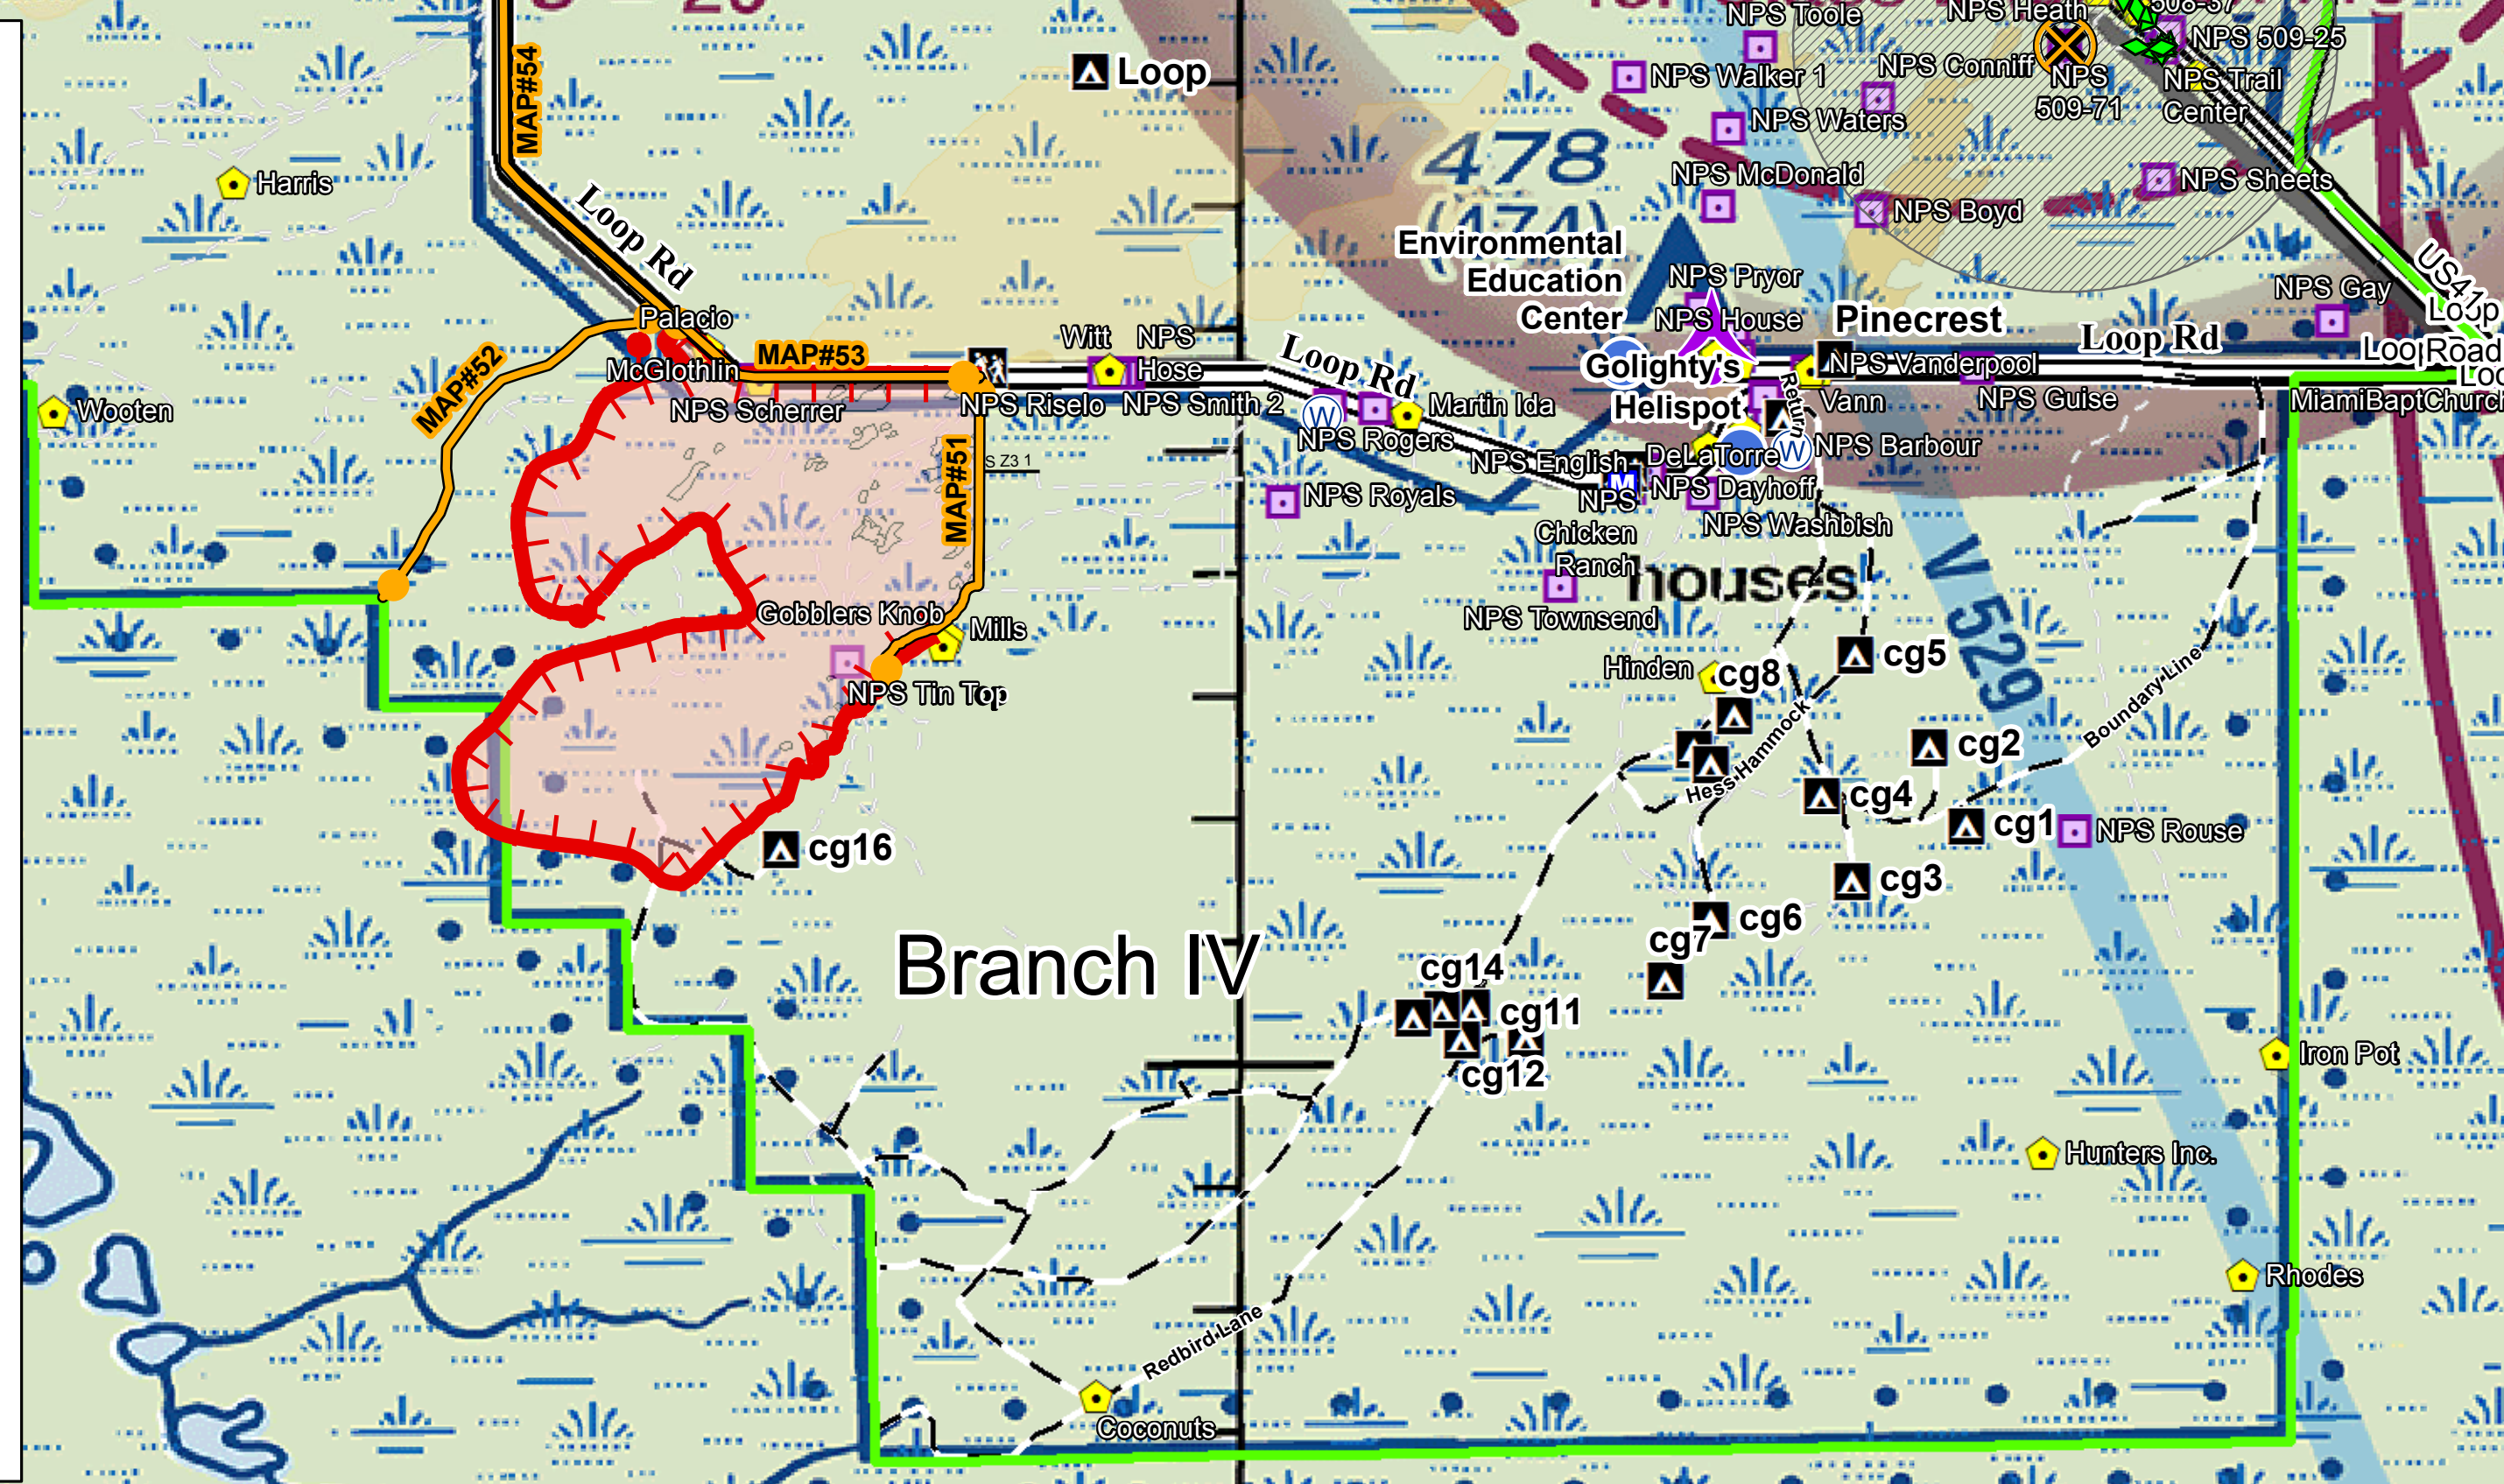 NPS Toole
NPS Heath
NPS 509-25
NPS Walker 1
NPS Conniff
NPS
509-71
NPS Trail
Center
Loop
MAP#54
Harris
NPS Waters
478
(474)
NPS McDonald
NPS Sheets
NPS Boyd
Loop Rd
Environmental
Education
Center
NPS Pryor
NPS House
Pinecrest
US41
NPS Gay
Loop
Loop Rd
Palacio
MAP#53
McGlothlin
MAP#52
Witt
NPS
Hose
Loop Rd
Golighty's
Helispot
NPS Vanderpool
Loop Road
Wooten
NPS Scherrer
NPS Riselo
NPS Smith 2
Martin Ida
Return
Vann
NPS Guise
MiamiBaptChurch
MAP#51
S Z3 1
NPS Rogers
NPS English
DeLaTorre
NPS Barbour
W
W
M
NPS Royals
NPS
Chicken
Ranch
NPS Dayhoff
NPS Washbish
houses
NPS Townsend
V 529
Gobblers Knob
Mills
NPS Tin Top
Hinden
cg8
cg5
Boundary Line
Hess Hammock
cg2
cg4
cg1
NPS Rouse
cg16
cg3
cg6
cg7
Branch IV
cg14
cg11
cg12
Iron Pot
Hunters Inc.
Rhodes
Redbird Lane
Coconuts